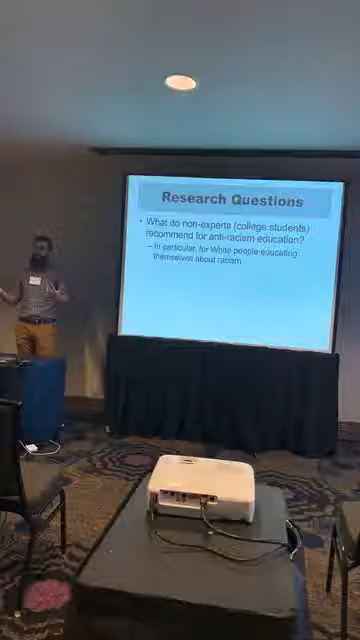 Research Questions
• What do non-experts (college students)
recommend for anti-racism education?
– In particular, for White people educating
themselves about racism